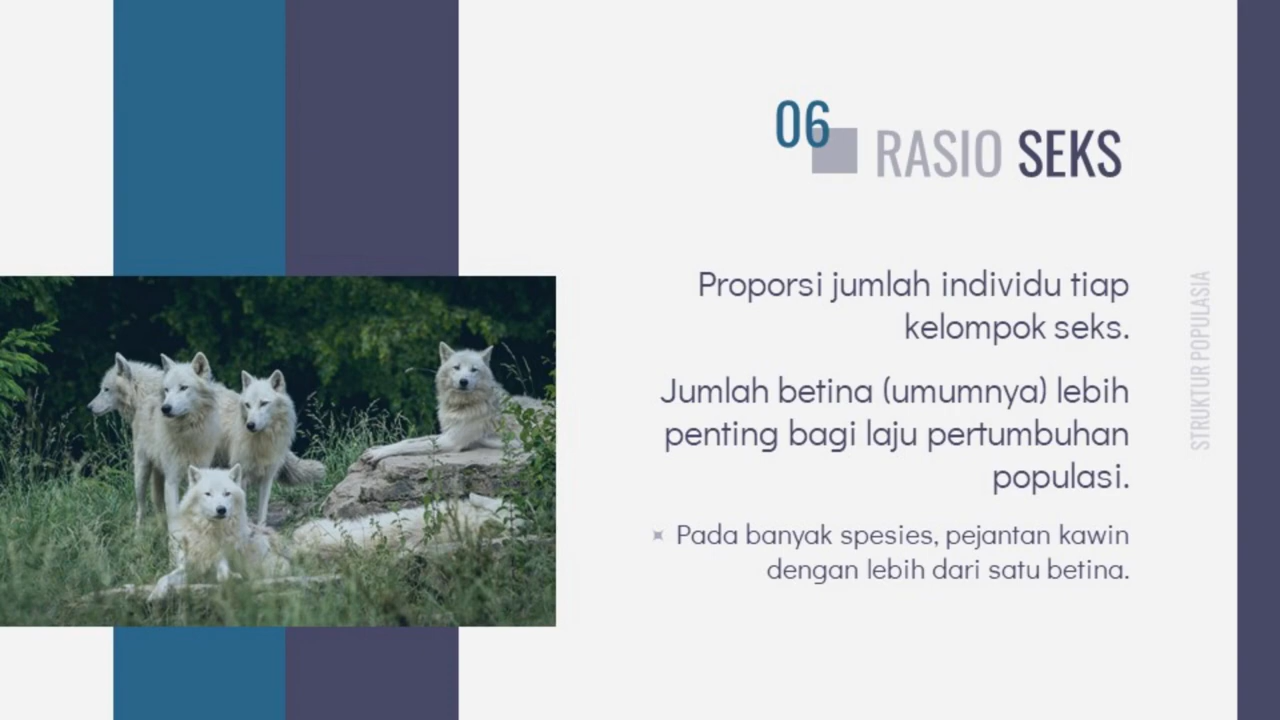 06
RASIO SEKS
Proporsi jumlah individu tiap
kelompok seks.
Jumlah betina (umumnya) lebih
penting bagi laju pertumbuhan
populasi.
Pada banyak spesies, pejantan kawin
dengan lebih dari satu betina.
STRUKTUR POPULASIA